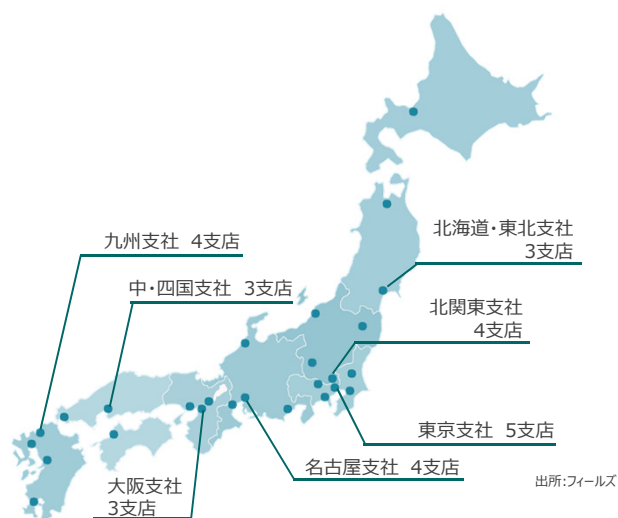 北海道・東北支社
3支店
九州支社 4支店
中・四国支社 3支店
北関東支社
4支店
東京支社 5支店
名古屋支社 4支店
大阪支社
3支店
出所:フィールズ